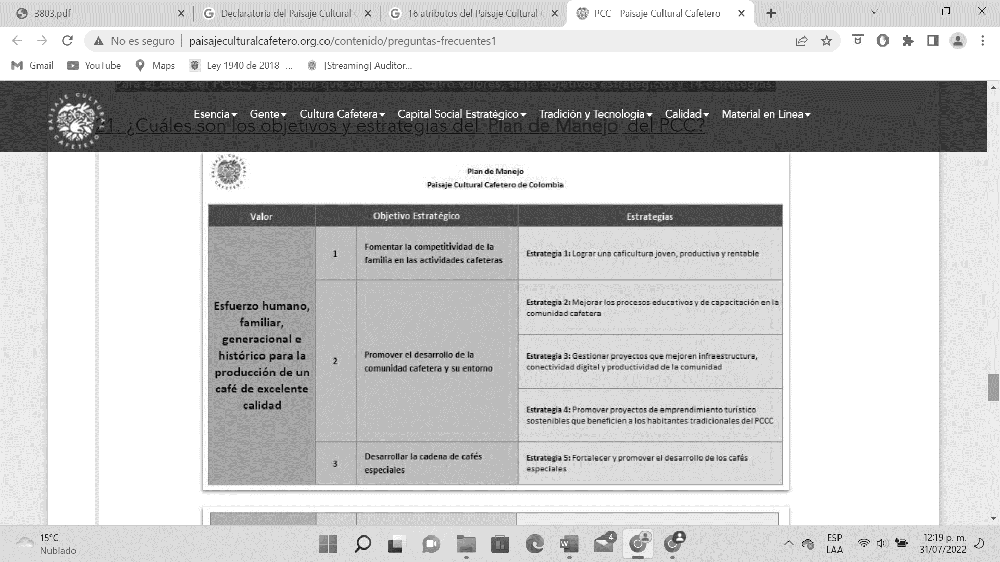 3803.pdf
Declaratoria del Paisaje Cultural C
16 atributos del Paisaje Cultural C
PCC - Paisaje Cultural Cafetero
No es seguro
paisajeculturalcafetero.org.co/contenido/preguntas-frecuentes1
Gmail
YouTube
Maps
Ley 1940 de 2018 -...
[Streaming] Auditor...
Para el caso del PCCC, es un plan que cuenta con cuatro valores, siete objetivos estratégicos y 14 estrategias.
PAISAJE CULTURAL CAFETERO
Esencia
Gente
Cultura Cafetera
Capital Social Estratégico
Tradición y Tecnología
Calidad
Material en Línea
21. ¿Cuáles son los objetivos y estrategias del Plan de Manejo del PCC?
PAISAJE CULTURAL CAFETERO
Plan de Manejo
Paisaje Cultural Cafetero de Colombia
Valor
Objetivo Estratégico
Estrategias
Esfuerzo humano,
familiar,
generacional e
histórico para la
producción de un
café de excelente
calidad
1
Fomentar la competitividad de la
familia en las actividades cafeteras
Estrategia 1: Lograr una caficultura joven, productiva y rentable
2
Promover el desarrollo de la
comunidad cafetera y su entorno
Estrategia 2: Mejorar los procesos educativos y de capacitación en la
comunidad cafetera
Estrategia 3: Gestionar proyectos que mejoren infraestructura,
conectividad digital y productividad de la comunidad
Estrategia 4: Promover proyectos de emprendimiento turístico
sostenibles que beneficien a los habitantes tradicionales del PCCC
3
Desarrollar la cadena de cafés
especiales
Estrategia 5: Fortalecer y promover el desarrollo de los cafés
especiales
15°C
Nublado
W
4
ESP
LAA
12:19 p. m.
31/07/2022